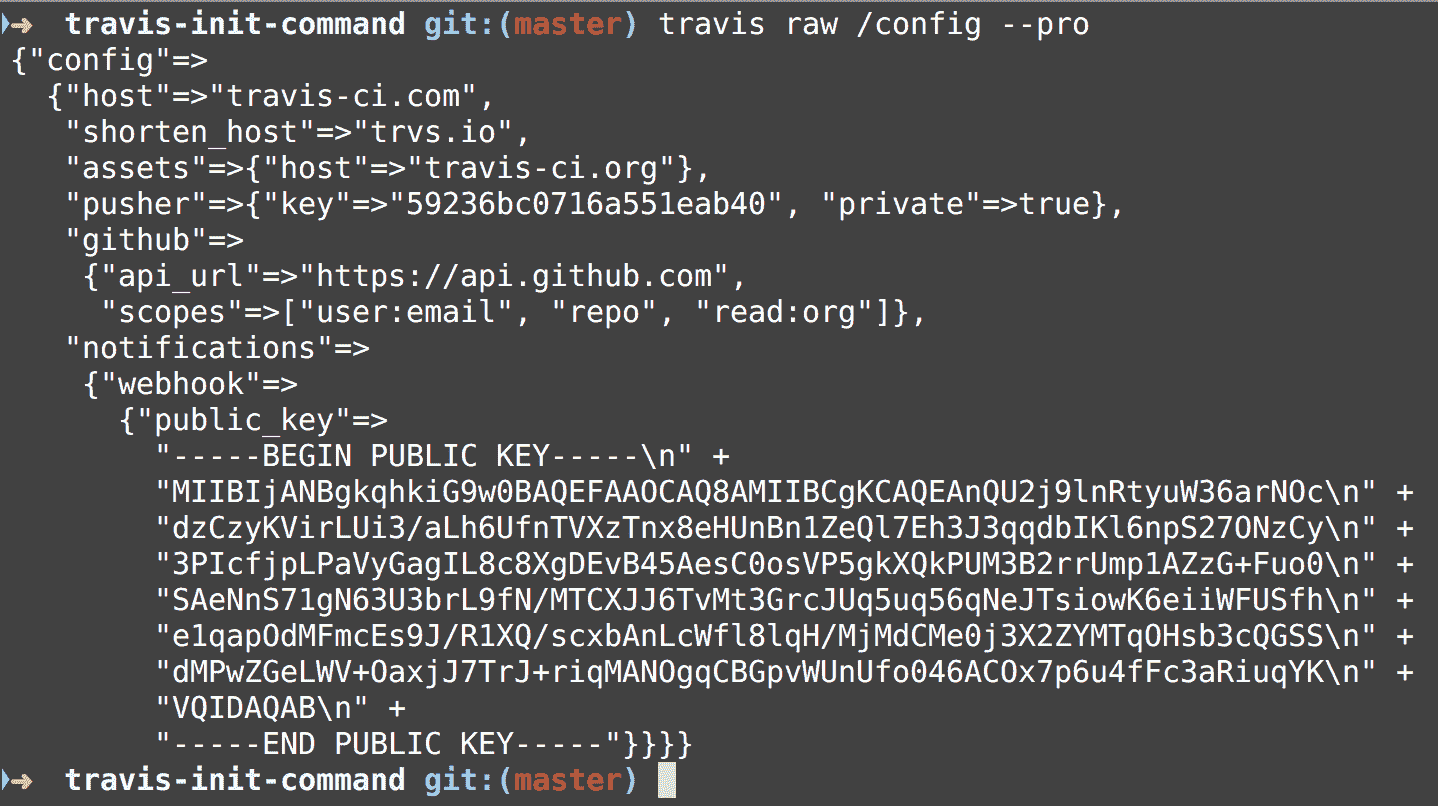 ➜ travis-init-command git:(master) travis raw /config --pro
{"config"=>
  {"host"=>"travis-ci.com",
   "shorten_host"=>"trvs.io",
   "assets"=>{"host"=>"travis-ci.org"},
   "pusher"=>{"key"=>"59236bc0716a551eab40", "private"=>true},
   "github"=>
    {"api_url"=>"https://api.github.com",
     "scopes"=>["user:email", "repo", "read:org"]},
   "notifications"=>
    {"webhook"=>
      {"public_key"=>
        "-----BEGIN PUBLIC KEY-----\n" +
        "MIIBIjANBgkqhkiG9w0BAQEFAAOCAQ8AMIIBCgKCAQEAnQU2j9lnRtyuW36arNOc\n" +
        "dzCzyKVirLUi3/aLh6UfnTVXzTnx8eHUnBn1ZeQl7Eh3J3qqdbIKl6npS27ONzCy\n" +
        "3PIcfjpLPaVyGagIL8c8XgDEvB45AesC0osVP5gkXQkPUM3B2rrUmp1AZzG+Fuo0\n" +
        "SAeNnS71gN63U3brL9fN/MTCXJJ6TvMt3GrcJUq5uq56qNeJTsiowK6eiiWFUSfh\n" +
        "e1qapOdMFmcEs9J/R1XQ/scxbAnLcWfl8lqH/MjMdCMe0j3X2ZYMTqOHsb3cQGSS\n" +
        "dMPwZGeLWV+OaxjJ7TrJ+riqMANOgqCBGpvWUnUfo046ACOx7p6u4fFc3aRiuqYK\n" +
        "VQIDAQAB\n" +
        "-----END PUBLIC KEY-----"}}}}
➜ travis-init-command git:(master)